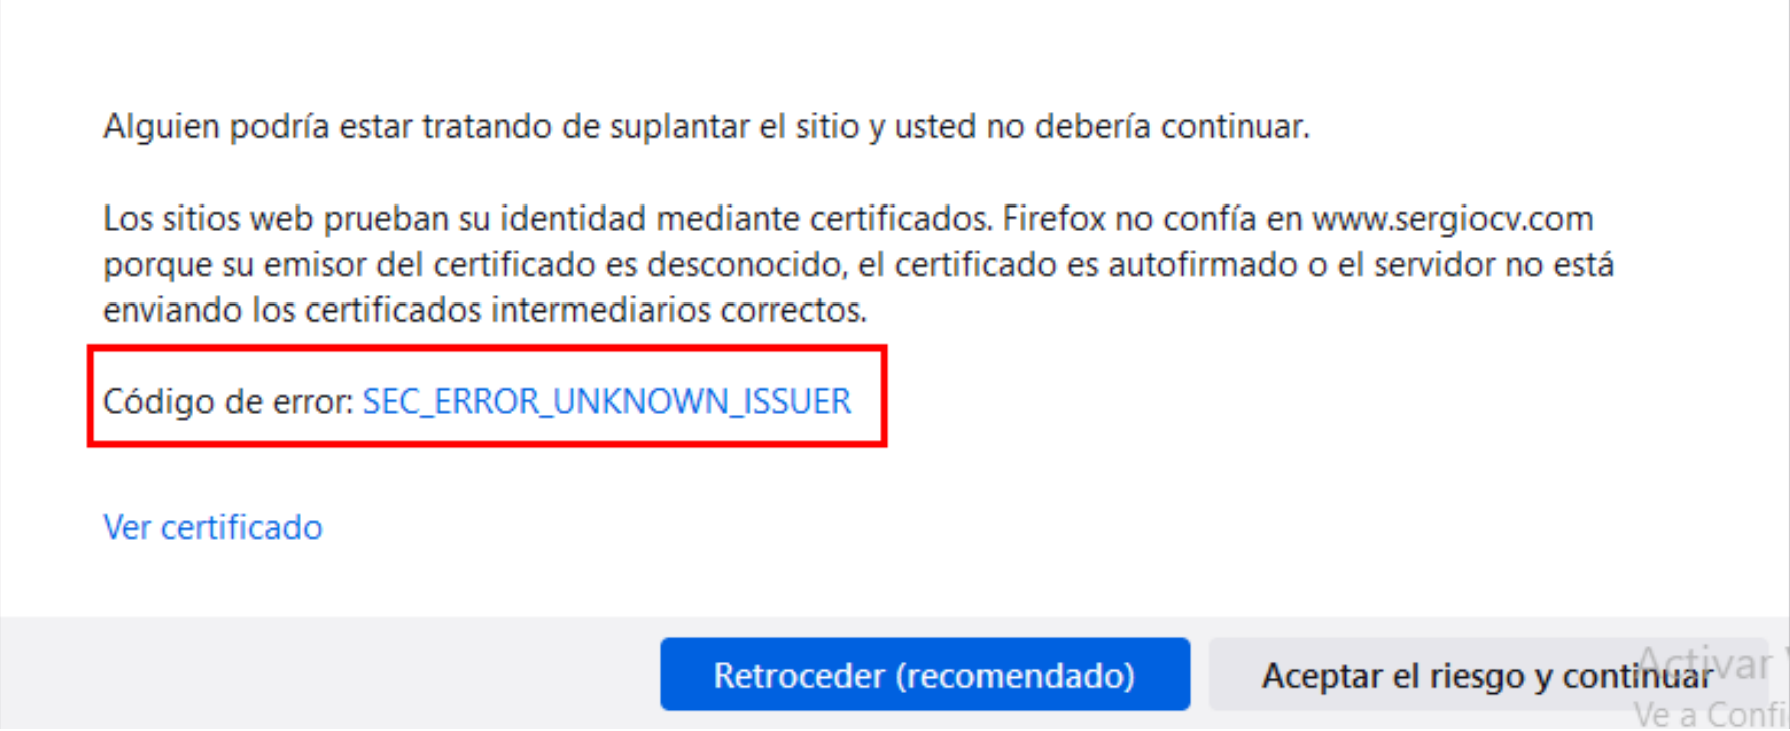 Alguien podría estar tratando de suplantar el sitio y usted no debería continuar.
Los sitios web prueban su identidad mediante certificados. Firefox no confía en www.sergiocv.com
porque su emisor del certificado es desconocido, el certificado es autofirmado o el servidor no está
enviando los certificados intermediarios correctos.
Código de error: SEC_ERROR_UNKNOWN_ISSUER
Ver certificado
Retroceder (recomendado)
Aceptar el riesgo y continuar
Activar
Ve a Confi